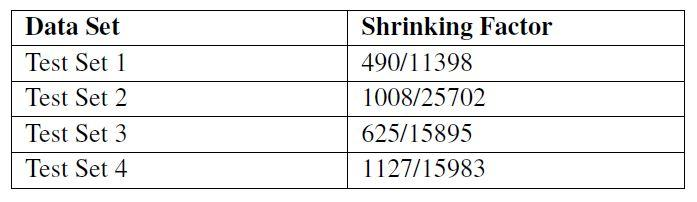 Data Set Shrinking Factor
Test Set 1 490/11398
Test Set 2 1008/25702
Test Set 3 625/15895
Test Set 4 1127/15983